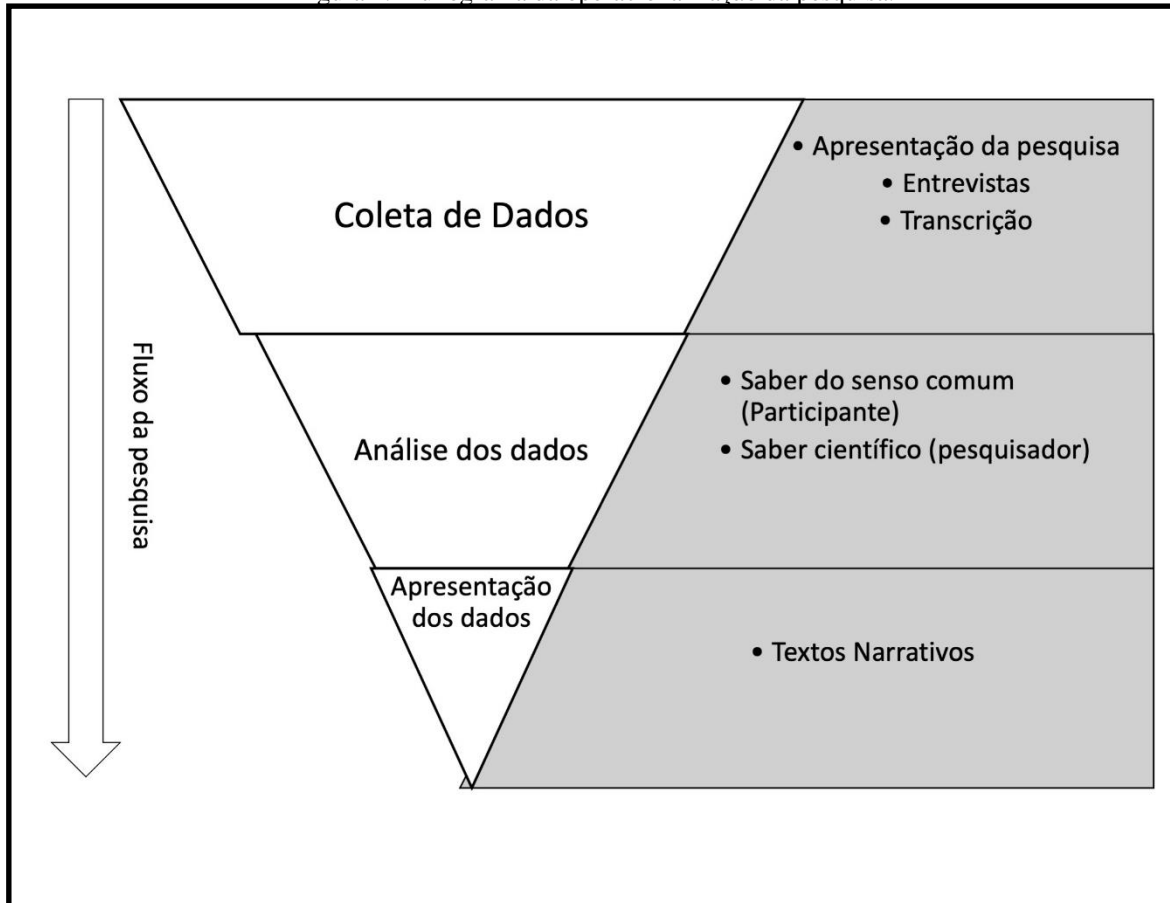 Coleta de Dados
• Apresentação da pesquisa
• Entrevistas
• Transcrição
Fluxo da pesquisa
Análise dos dados
• Saber do senso comum
(Participante)
• Saber científico (pesquisador)
Apresentação
dos dados
• Textos Narrativos